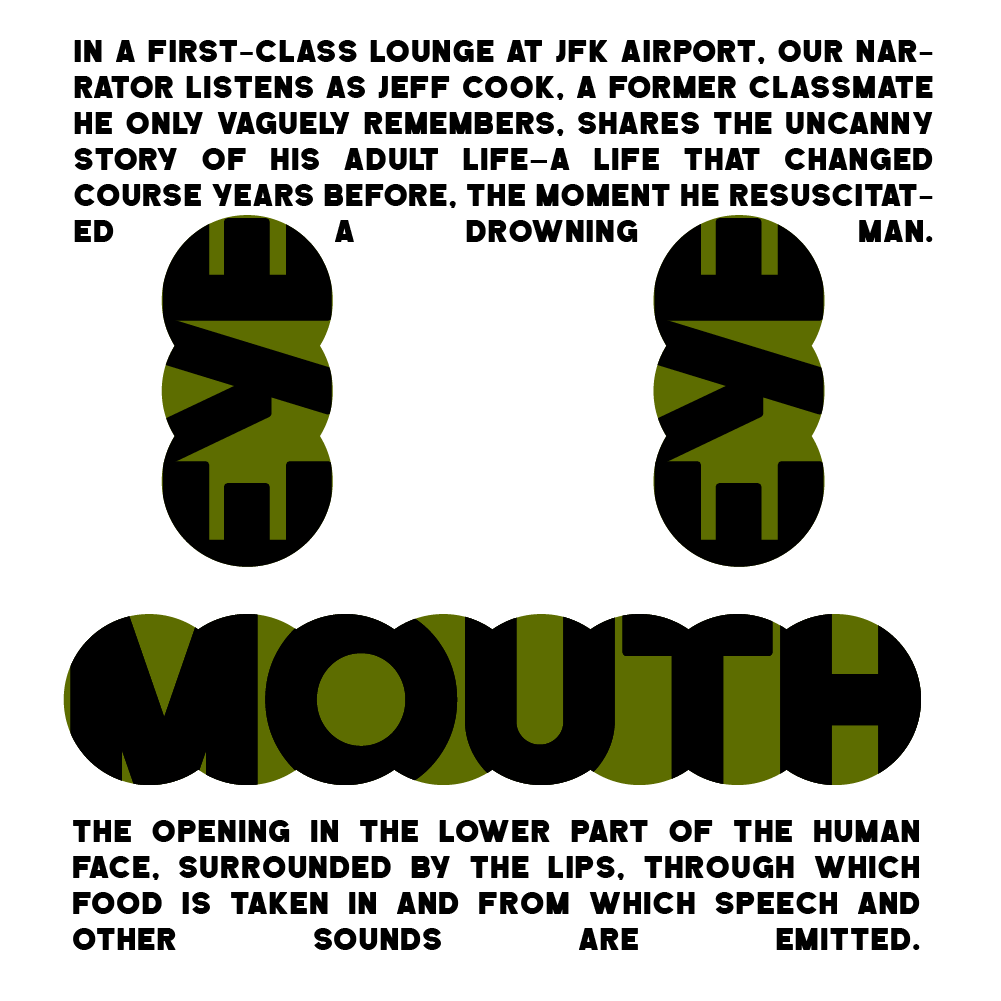 IN A FIRST-CLASS LOUNGE AT JFK AIRPORT, OUR NAR-
RATOR LISTENS AS JEFF COOK, A FORMER CLASSMATE
HE ONLY VAGUELY REMEMBERS, SHARES THE UNCANNY
STORY OF HIS ADULT LIFE—A LIFE THAT CHANGED
COURSE YEARS BEFORE, THE MOMENT HE RESUSCITAT-
ED A DROWNING MAN.
EYE EYE
MOUTH
THE OPENING IN THE LOWER PART OF THE HUMAN
FACE, SURROUNDED BY THE LIPS, THROUGH WHICH
FOOD IS TAKEN IN AND FROM WHICH SPEECH AND
OTHER SOUNDS ARE EMITTED.